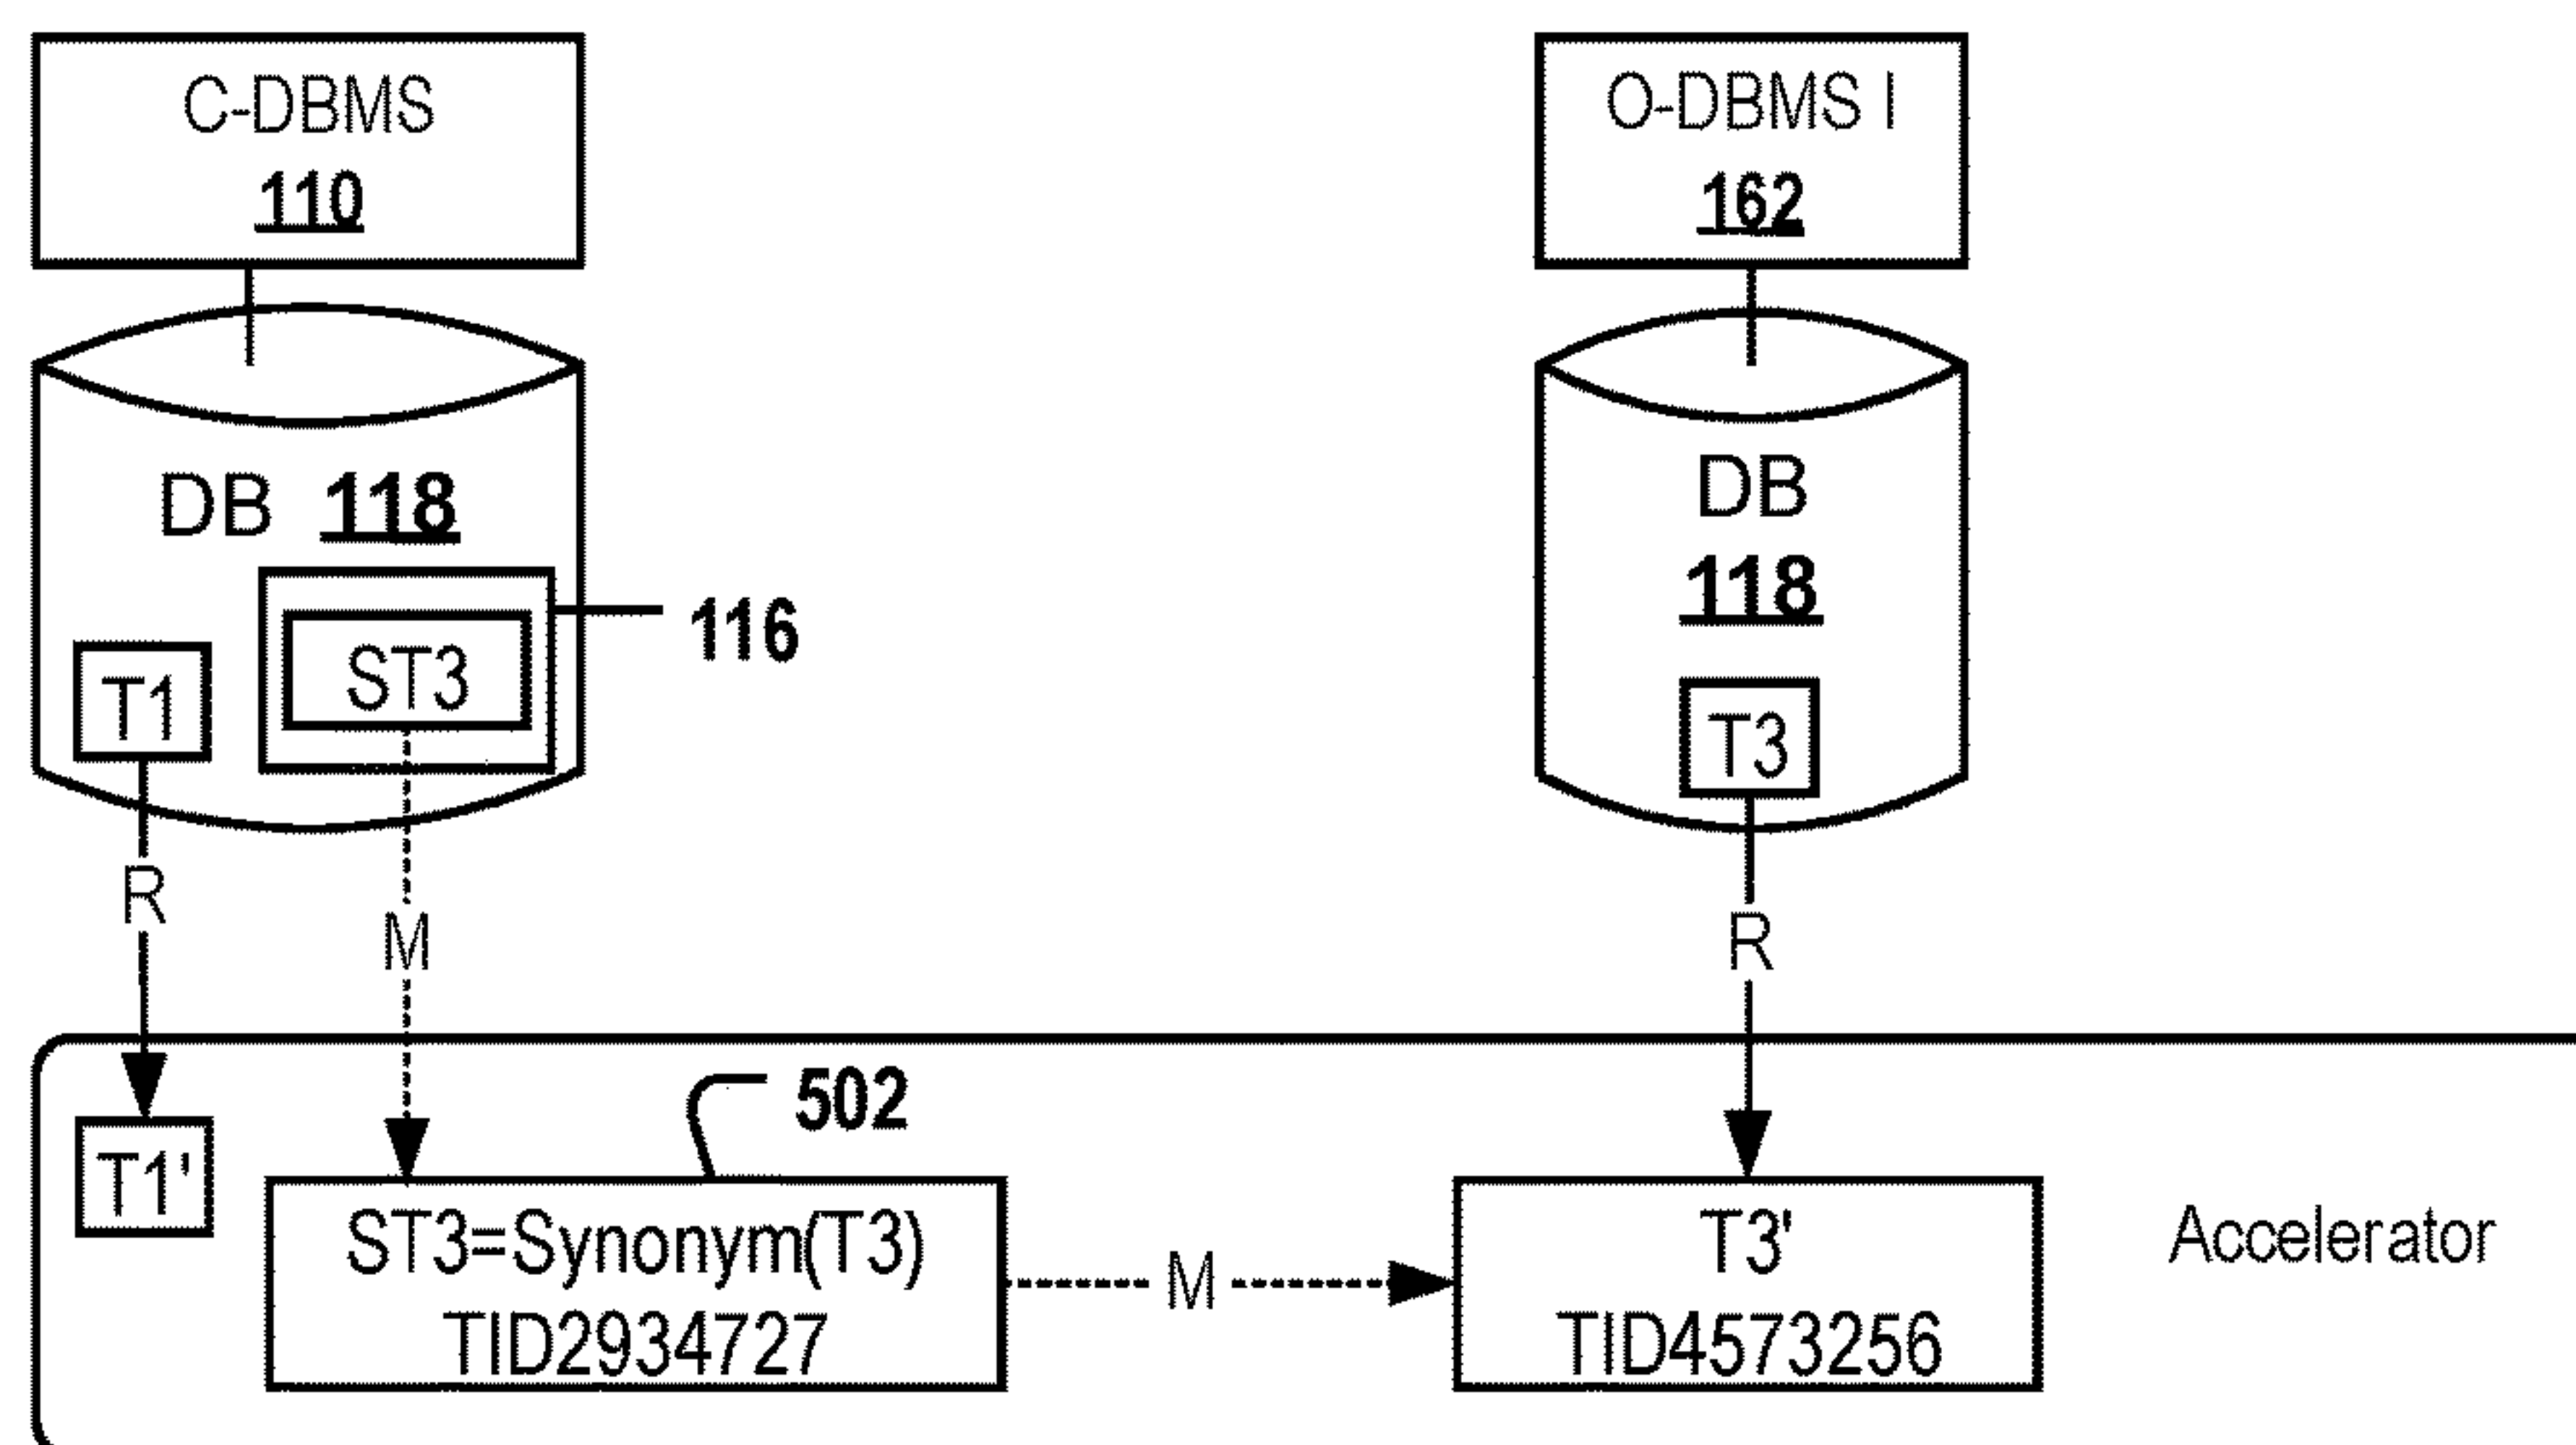 C-DBMS
110
O-DBMS I
162
DB 118
DB
118
116
ST3
T1
T3
R
M
R
502
T1'
ST3=Synonym(T3)
TID2934727
M
T3'
TID4573256
Accelerator